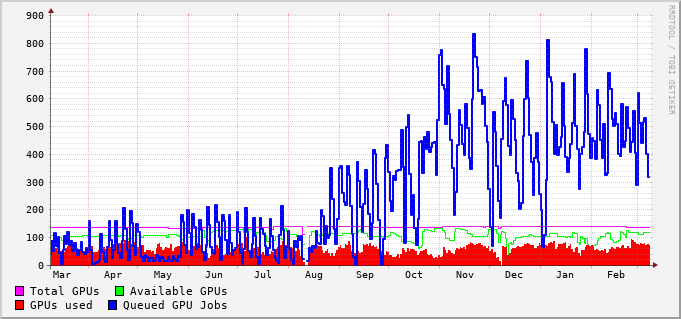 900
800
700
600
500
400
300
200
100
0
Mar Apr May Jun Jul Aug Sep Oct Nov Dec Jan Feb
Total GPUs Available GPUs
GPUs used Queued GPU Jobs
RRDTOOL / TOBI OETIKER